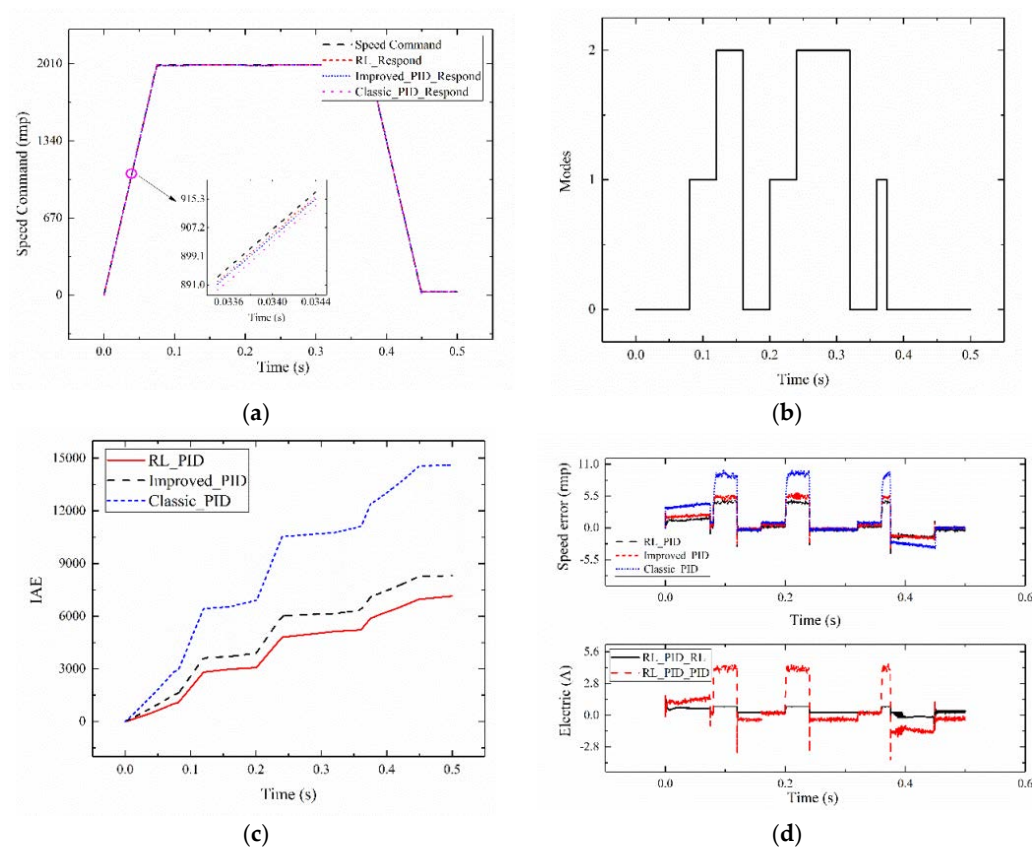 Speed Command
RL_Respond
Improved_PID_Respond
Classic_PID_Respond
2010
1340
670
0
Speed Command (rmp)
915.3
907.2
899.1
891.0
0.0336 0.0340 0.0344
Time (s)
0.0 0.1 0.2 0.3 0.4 0.5
Time (s)
(a)
2
1
0
Modes
0.0 0.1 0.2 0.3 0.4 0.5
Time (s)
(b)
RL_PID
Improved_PID
Classic_PID
15000
12000
9000
6000
3000
0
IAE
0.0 0.1 0.2 0.3 0.4 0.5
Time (s)
(c)
11.0
5.5
0.0
-5.5
Speed error (rmp)
RL_PID
Improved_PID
Classic_PID
0.0 0.2 0.4 0.6
Time (s)
5.6
2.8
0.0
-2.8
Electric (A)
RL_PID_RL
RL_PID_PID
0.0 0.2 0.4 0.6
Time (s)
(d)